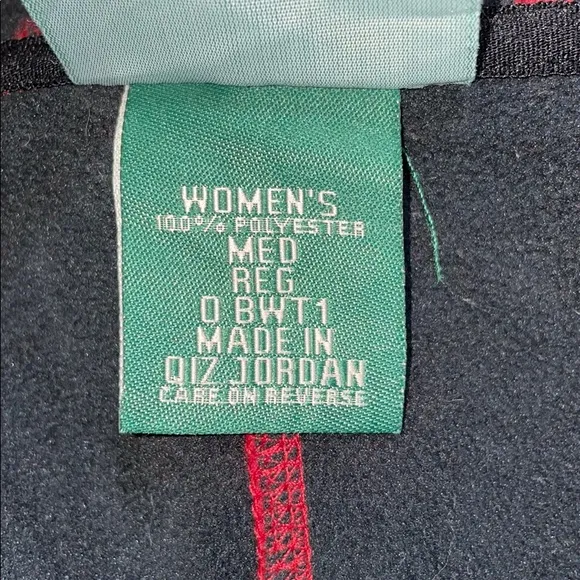 WOMEN'S
100% POLYESTER
MED
REG
0 BWT1
MADE IN
QIZ JORDAN
CARE ON REVERSE